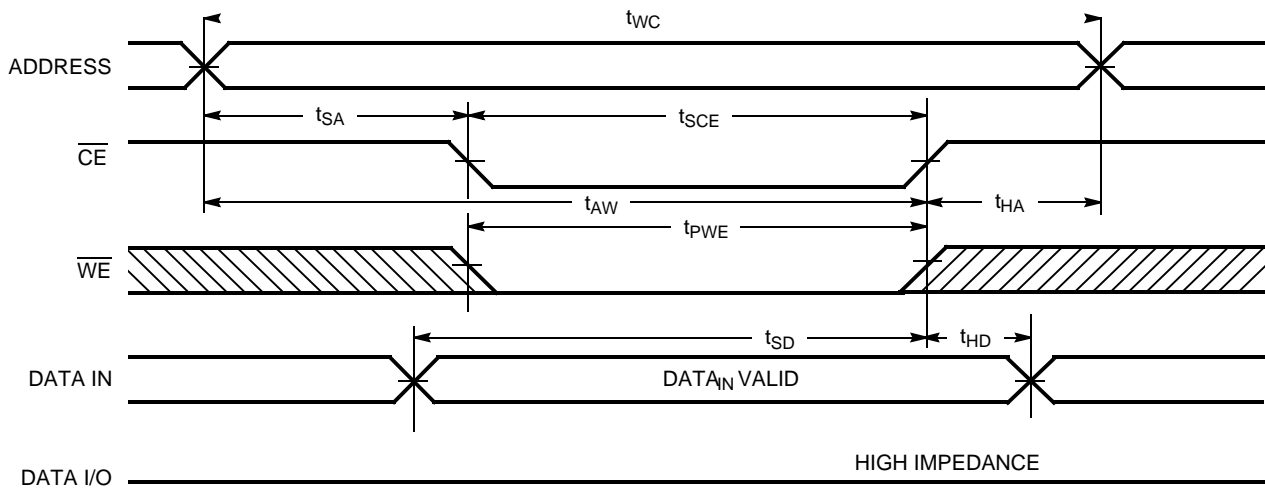 tWC
ADDRESS
tSA
tSCE
CE
tAW
tHA
tPWE
WE
tSD
tHD
DATA IN
DATAIN VALID
HIGH IMPEDANCE
DATA I/O